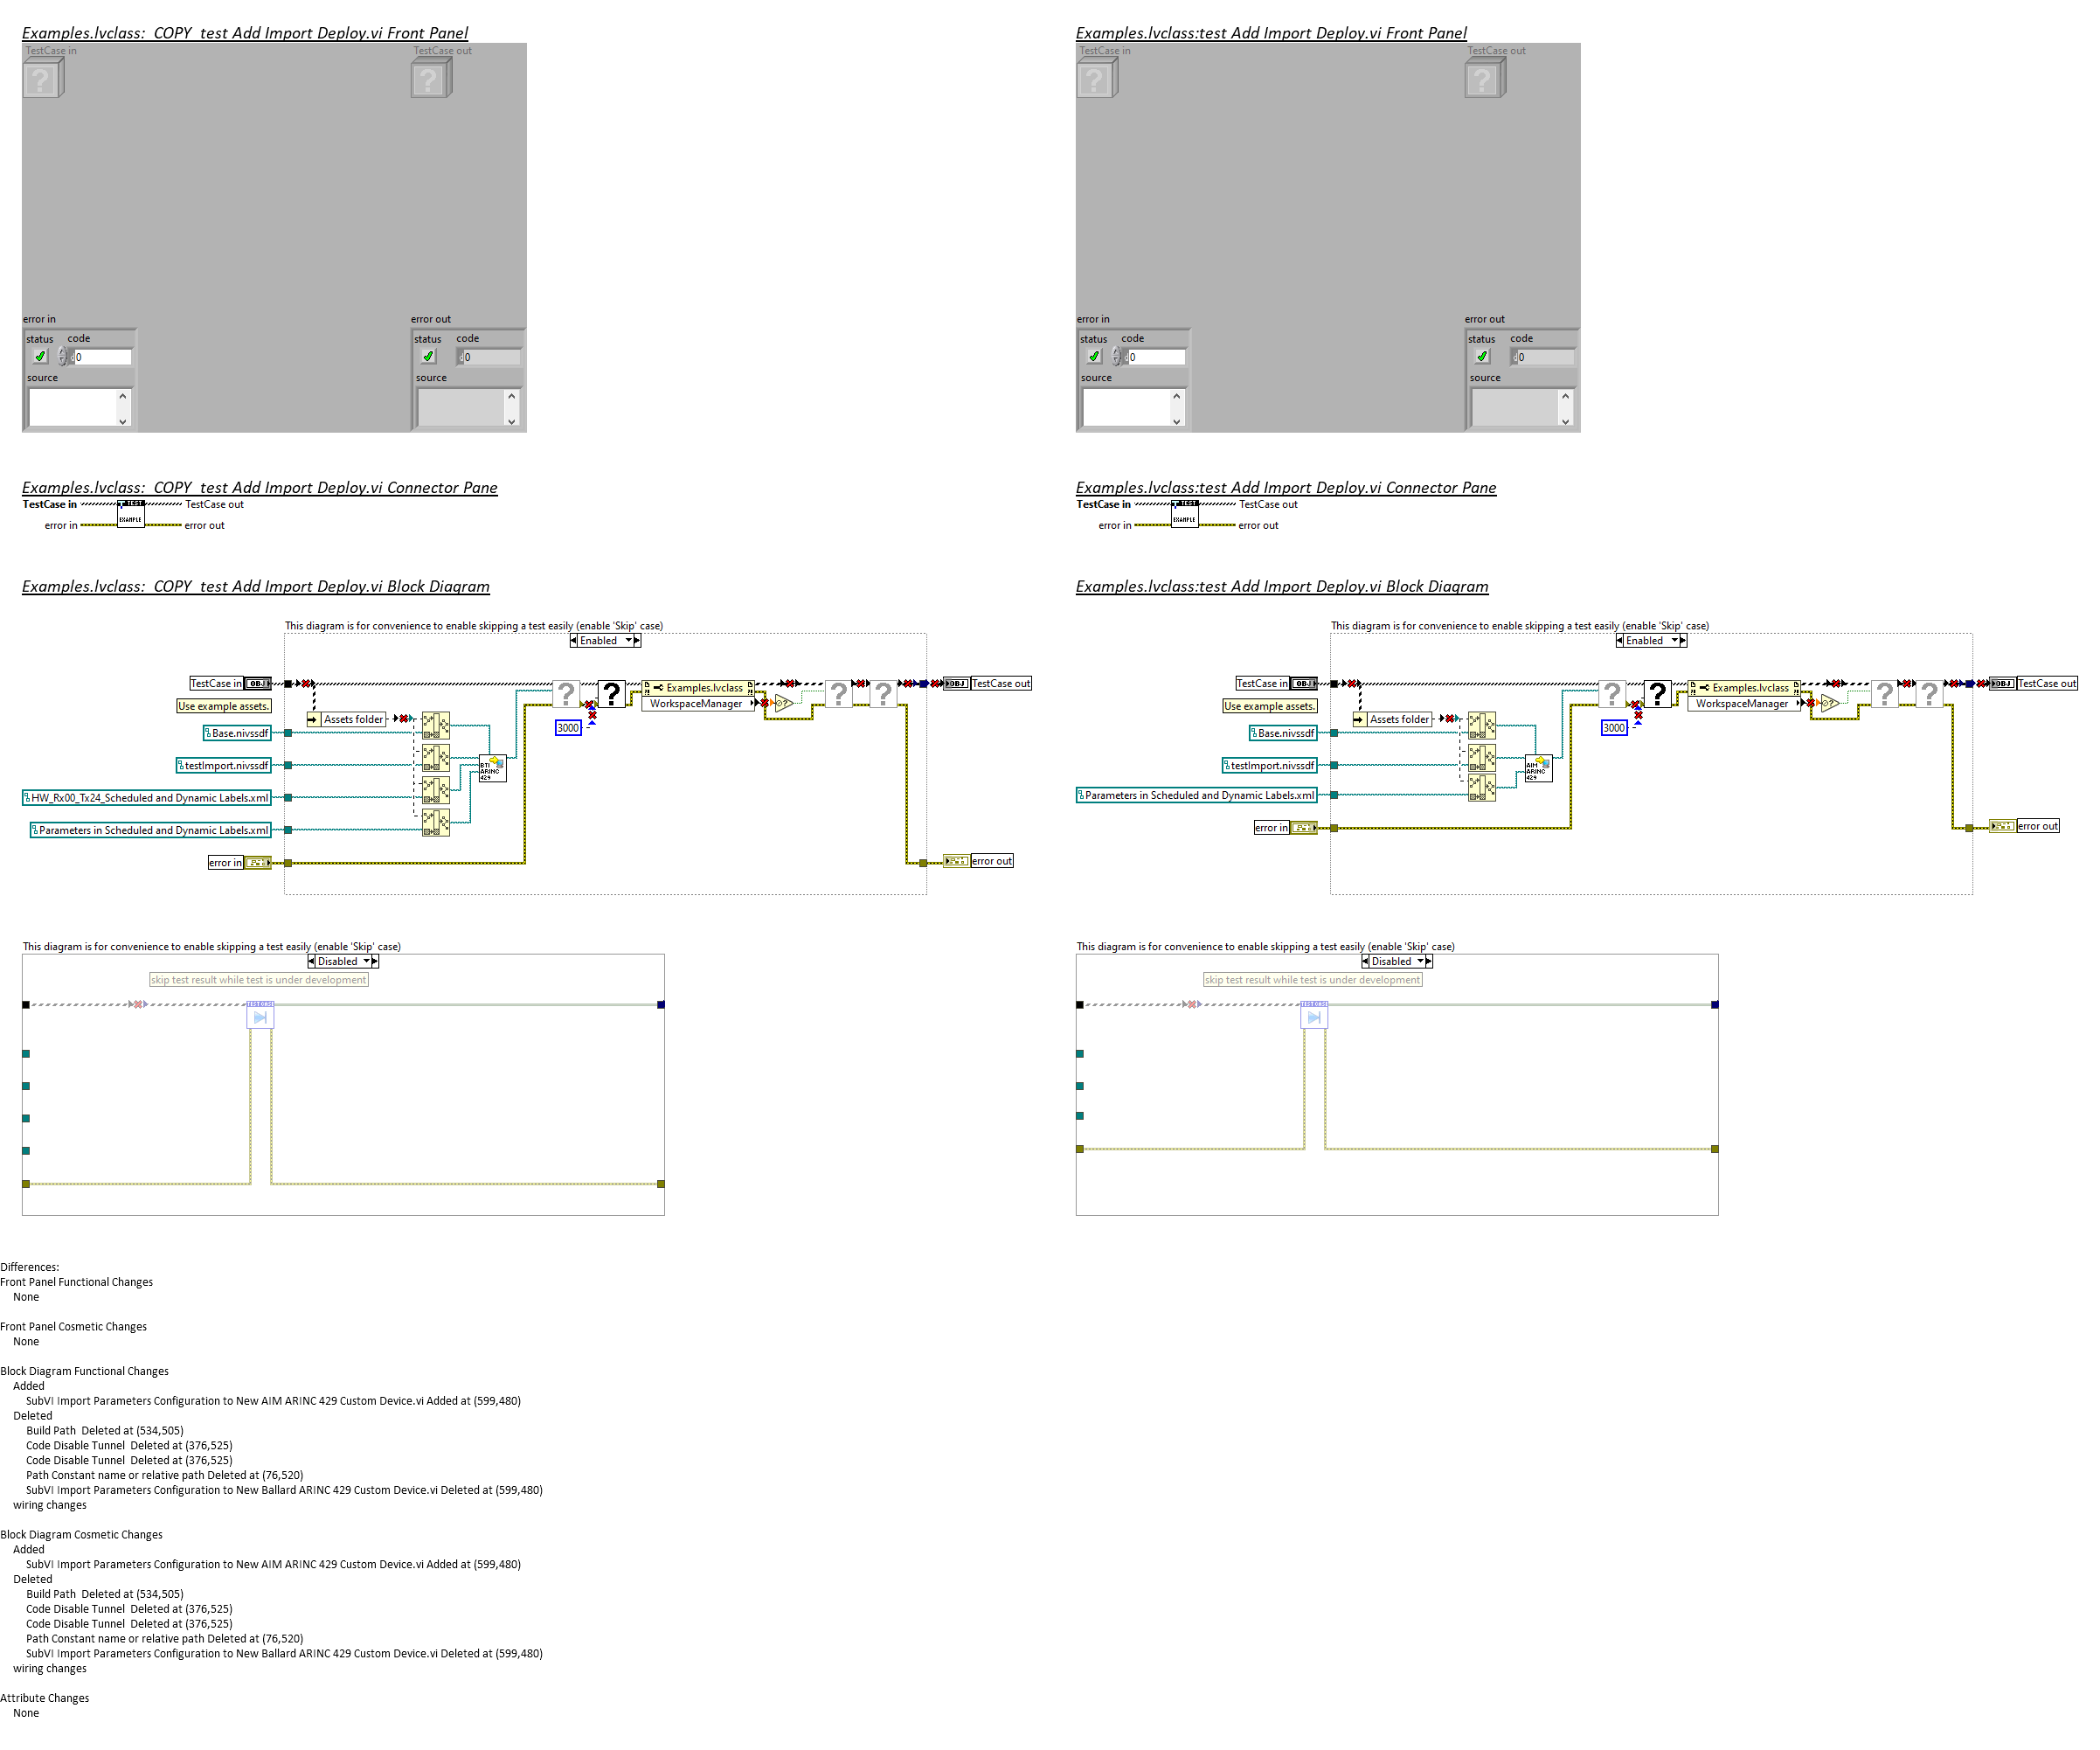 Examples.lvclass:  COPY  test Add Import Deploy.vi Front Panel
TestCase in
TestCase out
error in
error out
status code
status code
0
0
source
source
Examples.lvclass:  COPY  test Add Import Deploy.vi Connector Pane
TestCase in
TEST
TestCase out
error in
EXAMPLE
error out
Examples.lvclass:  COPY  test Add Import Deploy.vi Block Diagram
This diagram is for convenience to enable skipping a test easily (enable 'Skip' case)
Enabled
TestCase in
OBJ
Examples.lvclass
OBJ
TestCase out
WorkspaceManager
Use example assets.
Assets folder
3000
Base.nivssdf
testImport.nivssdf
BTI
ARINC
429
HW_Rx00_Tx24_Scheduled and Dynamic Labels.xml
Parameters in Scheduled and Dynamic Labels.xml
error in
error out
This diagram is for convenience to enable skipping a test easily (enable 'Skip' case)
Disabled
skip test result while test is under development
Examples.lvclass:test Add Import Deploy.vi Front Panel
TestCase in
TestCase out
error in
error out
status code
status code
0
0
source
source
Examples.lvclass:test Add Import Deploy.vi Connector Pane
TestCase in
TEST
TestCase out
error in
EXAMPLE
error out
Examples.lvclass:test Add Import Deploy.vi Block Diagram
This diagram is for convenience to enable skipping a test easily (enable 'Skip' case)
Enabled
TestCase in
OBJ
Examples.lvclass
OBJ
TestCase out
WorkspaceManager
Use example assets.
Assets folder
3000
Base.nivssdf
testImport.nivssdf
AIM
ARINC
429
Parameters in Scheduled and Dynamic Labels.xml
error in
error out
This diagram is for convenience to enable skipping a test easily (enable 'Skip' case)
Disabled
skip test result while test is under development
Differences:
Front Panel Functional Changes
None
Front Panel Cosmetic Changes
None
Block Diagram Functional Changes
Added
SubVI Import Parameters Configuration to New AIM ARINC 429 Custom Device.vi Added at (599,480)
Deleted
Build Path  Deleted at (534,505)
Code Disable Tunnel  Deleted at (376,525)
Code Disable Tunnel  Deleted at (376,525)
Path Constant name or relative path Deleted at (76,520)
SubVI Import Parameters Configuration to New Ballard ARINC 429 Custom Device.vi Deleted at (599,480)
wiring changes
Block Diagram Cosmetic Changes
Added
SubVI Import Parameters Configuration to New AIM ARINC 429 Custom Device.vi Added at (599,480)
Deleted
Build Path  Deleted at (534,505)
Code Disable Tunnel  Deleted at (376,525)
Code Disable Tunnel  Deleted at (376,525)
Path Constant name or relative path Deleted at (76,520)
SubVI Import Parameters Configuration to New Ballard ARINC 429 Custom Device.vi Deleted at (599,480)
wiring changes
Attribute Changes
None